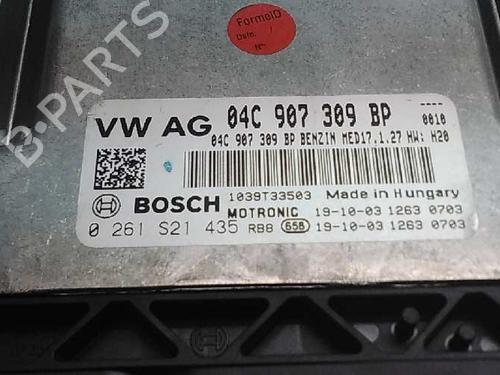 FormelD
Date: /
N°:
VW AG 04C 907 309 BP ----
0010
04C 907 309 BP BENZIN MED17.1.27 HW: H20
1039T33503 Made in Hungary
BOSCH MOTRONIC 19-10-03 1263 0703
0 261 S21 435 RB8 658 19-10-03 1263 0703
B-PARTS